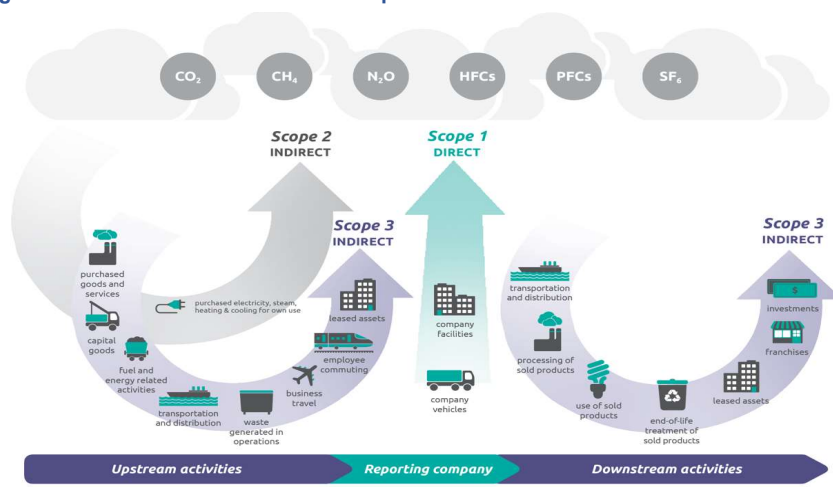 CO2
CH4
N2O
HFCs
PFCs
SF6
Scope 2
INDIRECT
Scope 1
DIRECT
Scope 3
INDIRECT
Scope 3
INDIRECT
purchased
goods and
services
capital
goods
fuel and
energy related
activities
purchased electricity, steam,
heating & cooling for own use
transportation
and distribution
waste
generated in
operations
business
travel
employee
commuting
leased assets
company
facilities
company
vehicles
transportation
and distribution
processing of
sold products
use of sold
products
end-of-life
treatment of
sold products
leased assets
franchises
investments
Upstream activities
Reporting company
Downstream activities